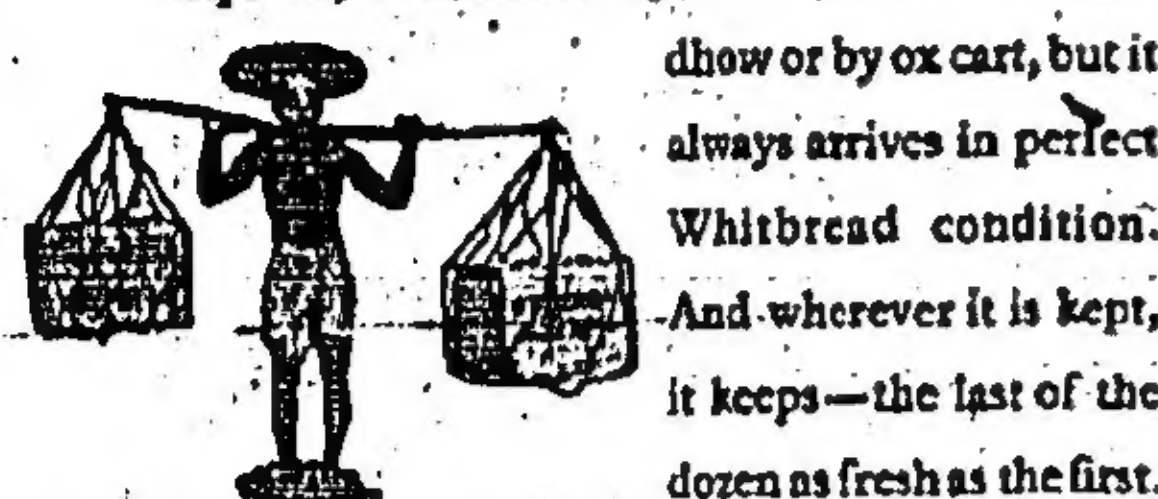 dhow or by ox cart, but it
always arrives in perfect
Whitbread condition.
And wherever it is kept,
it keeps—the last of the
dozen as fresh as the first.